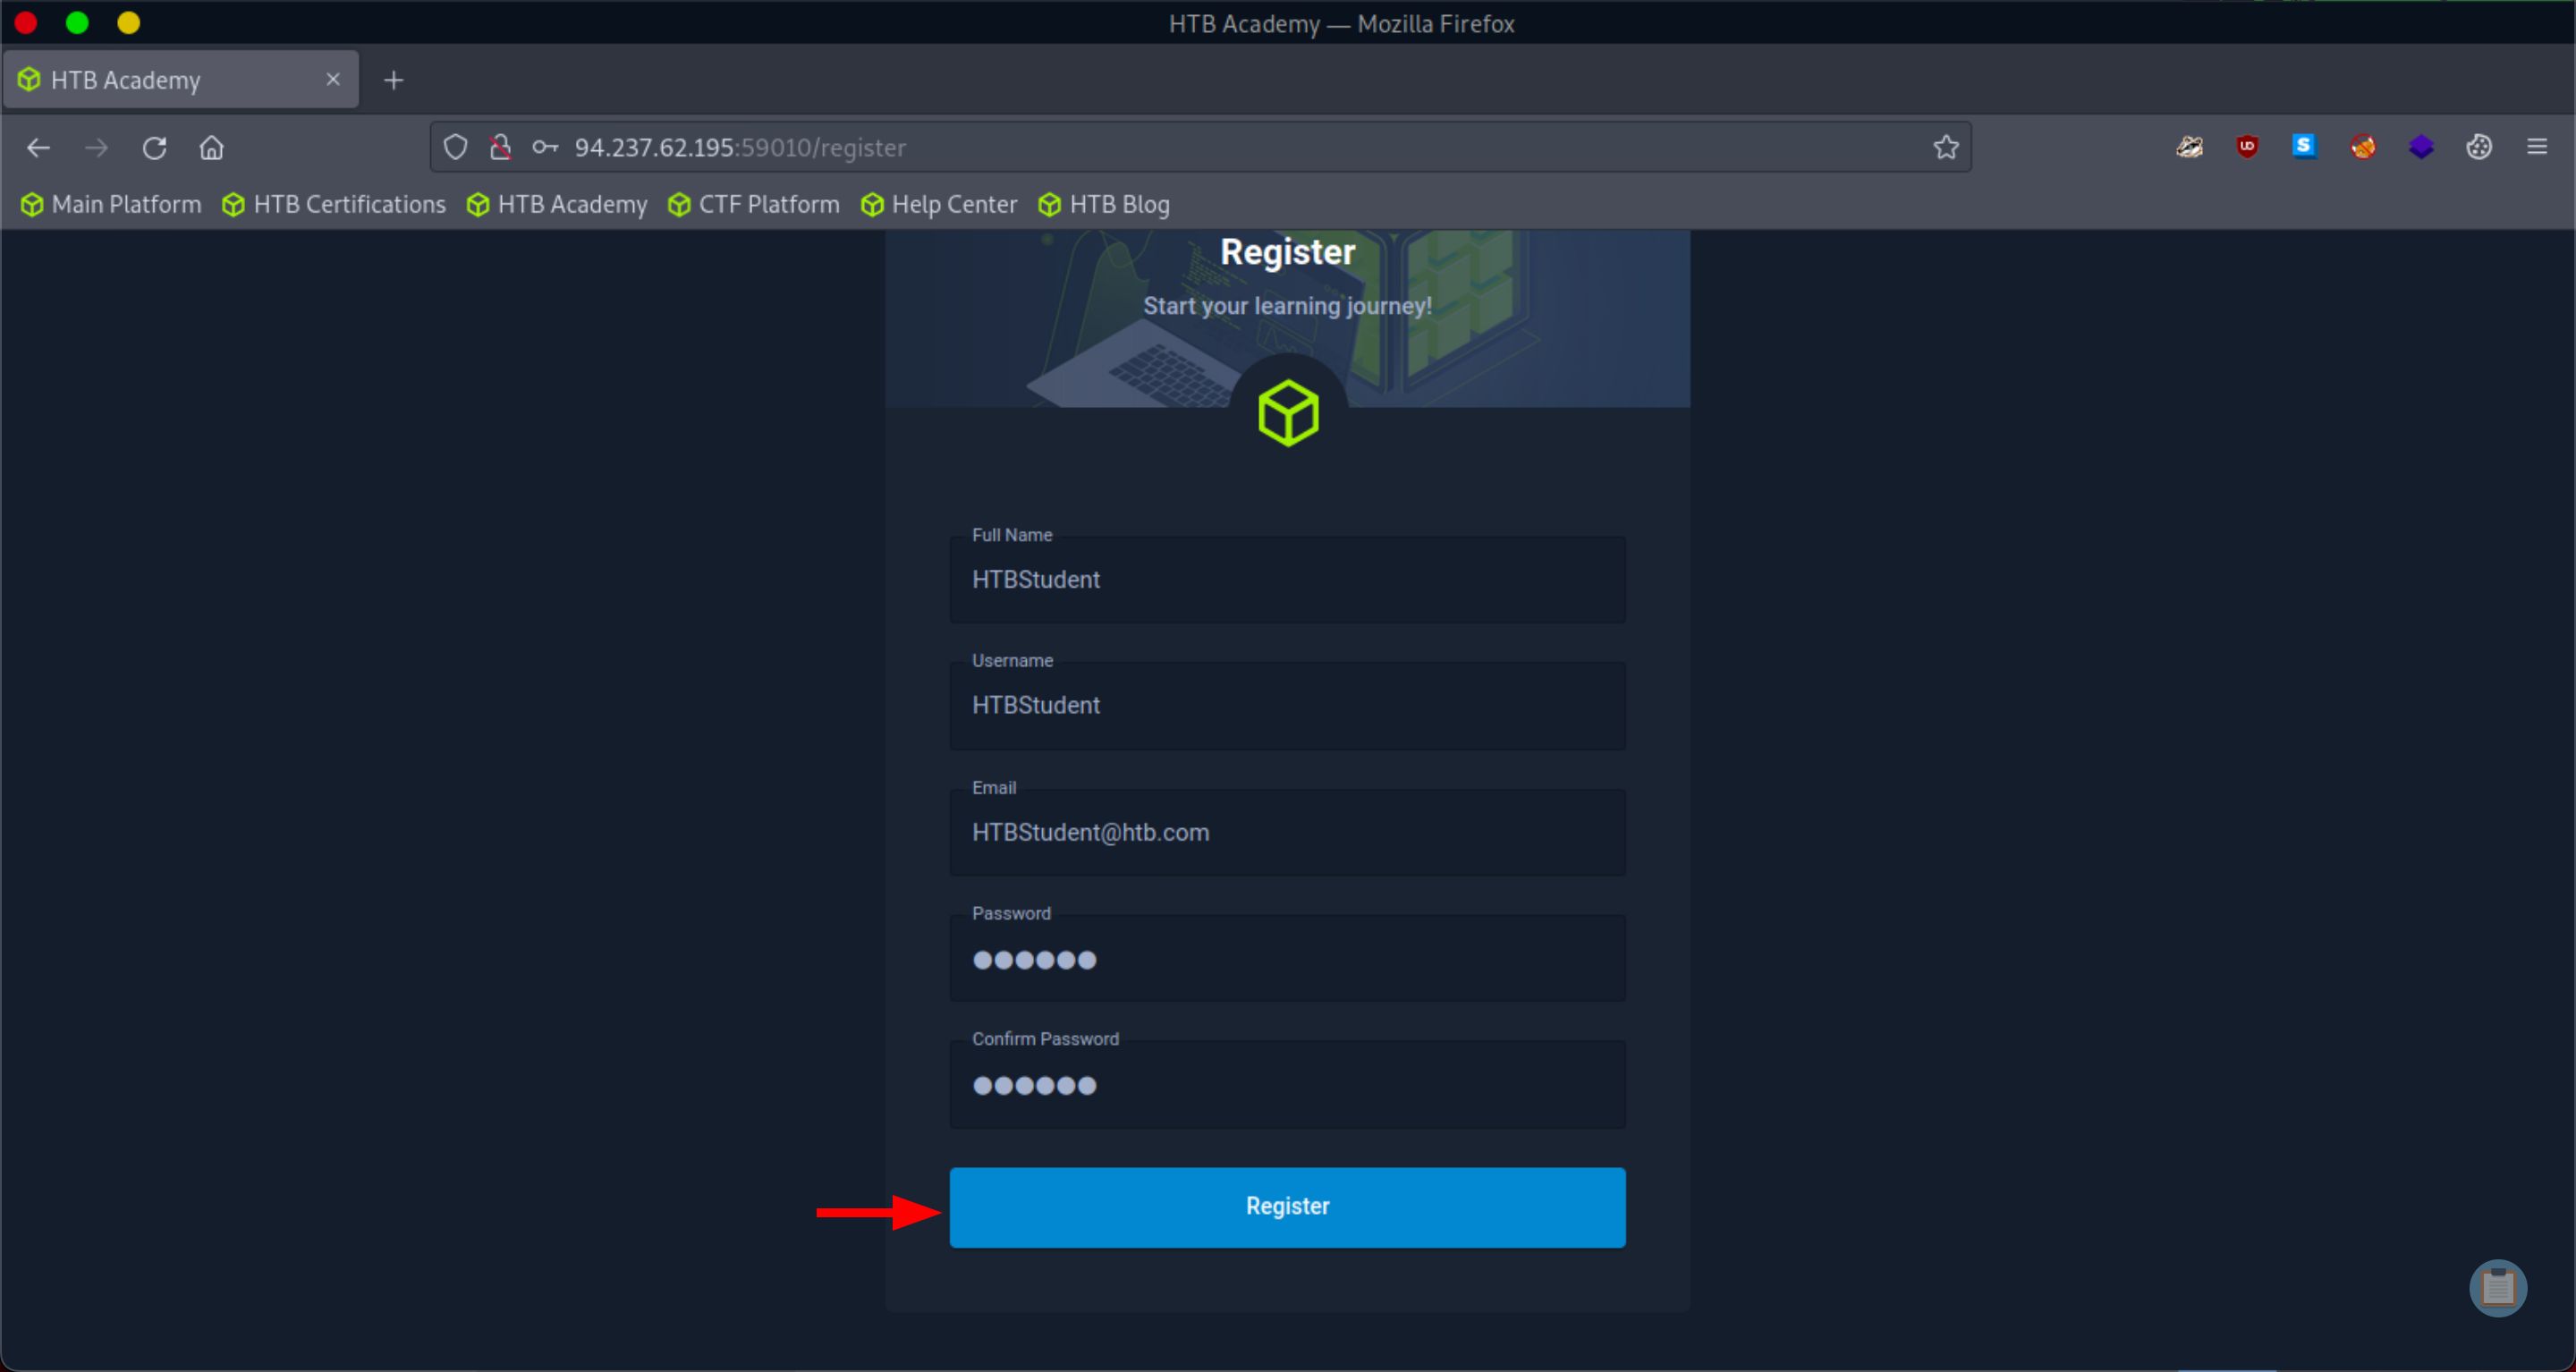 HTB Academy — Mozilla Firefox
HTB Academy
94.237.62.195:59010/register
Main Platform HTB Certifications HTB Academy CTF Platform Help Center HTB Blog
Register
Start your learning journey!
Full Name
HTBStudent
Username
HTBStudent
Email
HTBStudent@htb.com
Password
●●●●●●
Confirm Password
●●●●●●
Register